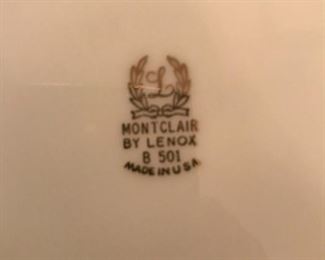 L
MONTCLAIR
BY LENOX
B 501
MADE IN USA